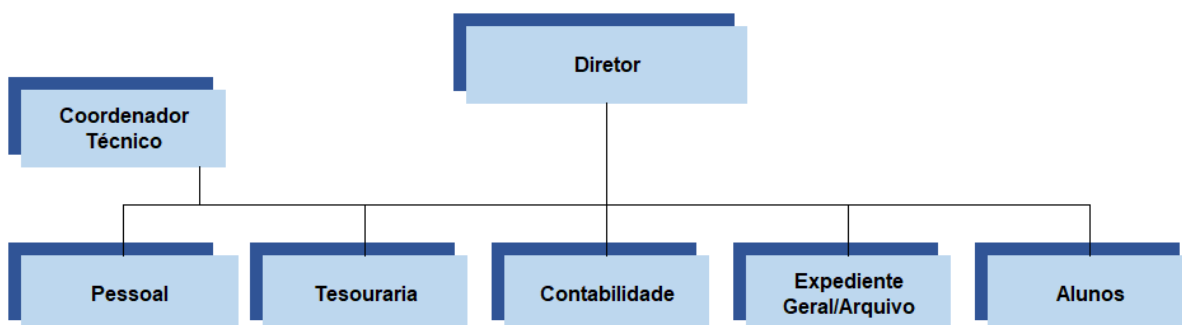 Diretor
Coordenador
Técnico
Pessoal
Tesouraria
Contabilidade
Expediente
Geral/Arquivo
Alunos